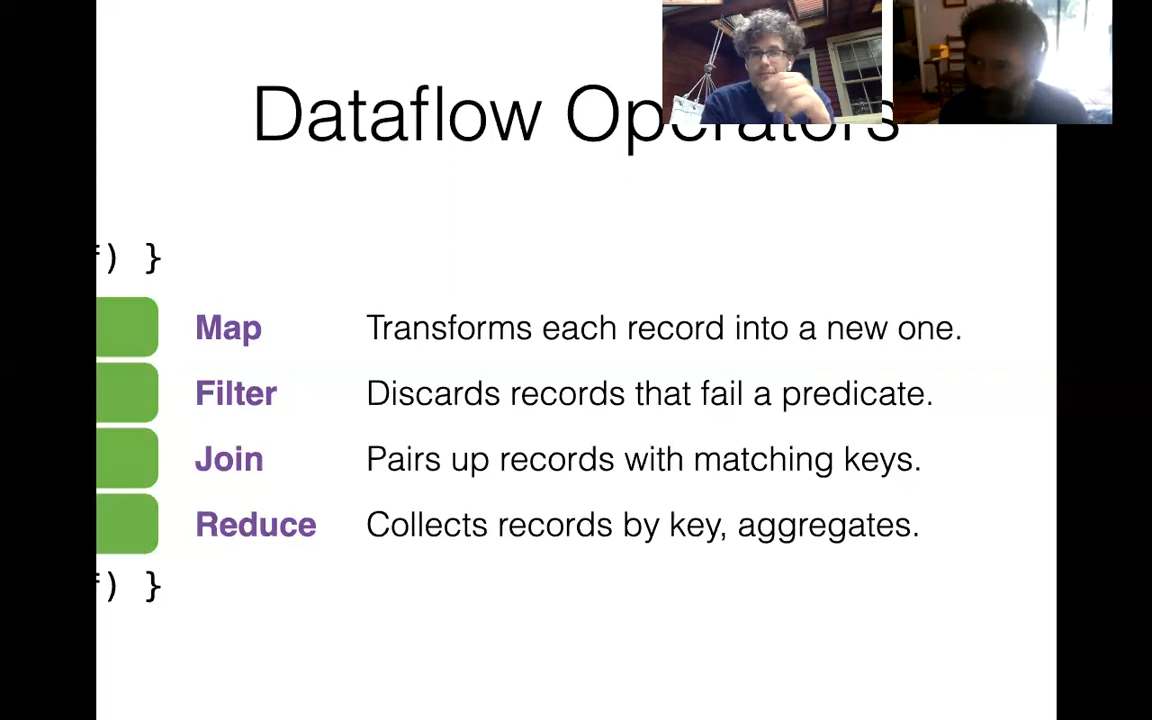 Dataflow Operators
) }
Map Transforms each record into a new one.
Filter Discards records that fail a predicate.
Join Pairs up records with matching keys.
Reduce Collects records by key, aggregates.
) }